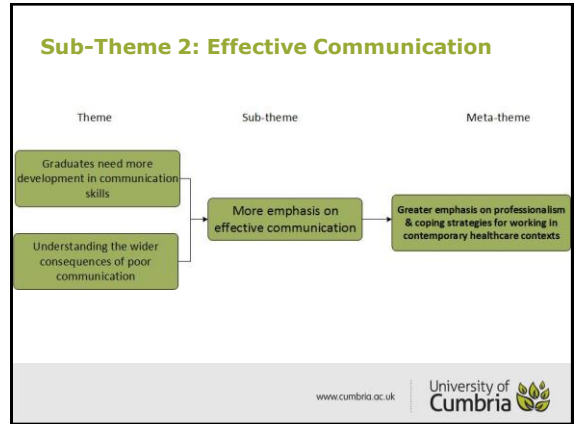 Sub-Theme 2: Effective Communication
Theme
Sub-theme
Meta-theme
Graduates need more
development in communication
skills
Understanding the wider
consequences of poor
communication
More emphasis on
effective communication
Greater emphasis on professionalism
& coping strategies for working in
contemporary healthcare contexts
www.cumbria.ac.uk
University of
Cumbria